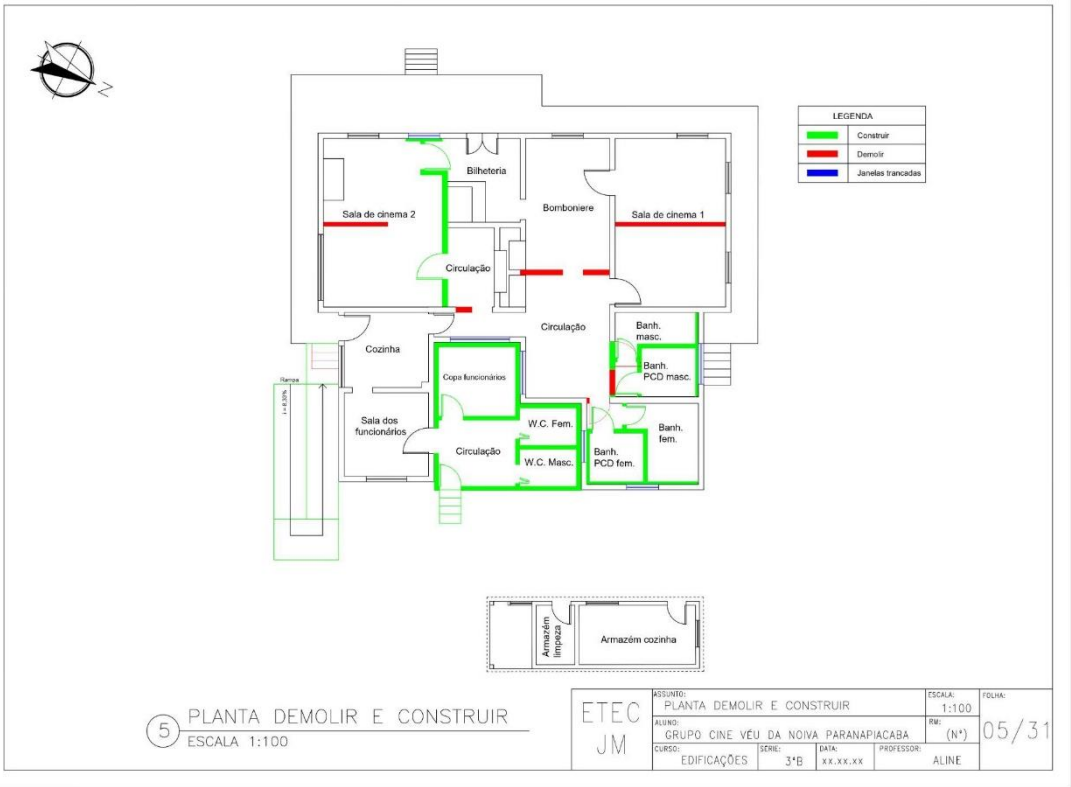 N
LEGENDA
Construir
Demolir
Janelas trancadas
Bilheteria
Sala de cinema 2
Bomboniere
Sala de cinema 1
Circulação
Circulação
Banh.
masc.
Cozinha
Banh.
PCD masc.
Copa funcionários
Rampa
i = 8,33%
Sala dos
funcionários
W.C. Fem.
Banh.
fem.
Circulação
Banh.
PCD fem.
W.C. Masc.
Armazém
limpeza
Armazém cozinha
5
PLANTA DEMOLIR E CONSTRUIR
ESCALA 1:100
ETEC
JM
ASSUNTO:
PLANTA DEMOLIR E CONSTRUIR
ESCALA:
1:100
FOLHA:
05/31
ALUNO:
GRUPO CINE VÉU DA NOIVA PARANAPIACABA
RM:
(N°)
CURSO:
EDIFICAÇÕES
SÉRIE:
3°B
DATA:
xx.xx.xx
PROFESSOR:
ALINE